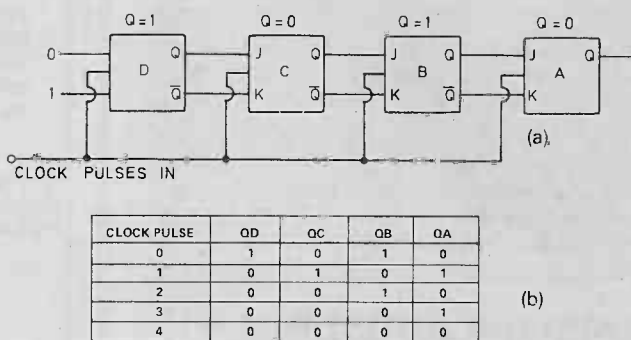 Q = 1 Q = 0 Q = 1 Q = 0
0 Q J Q J Q J Q
D C B A
1 Q̅ K Q̅ K Q̅ K
(a).
CLOCK PULSES IN
CLOCK PULSE QD QC QB QA
0 1 0 1 0
1 0 1 0 1
2 0 0 1 0
3 0 0 0 1
4 0 0 0 0
(b)